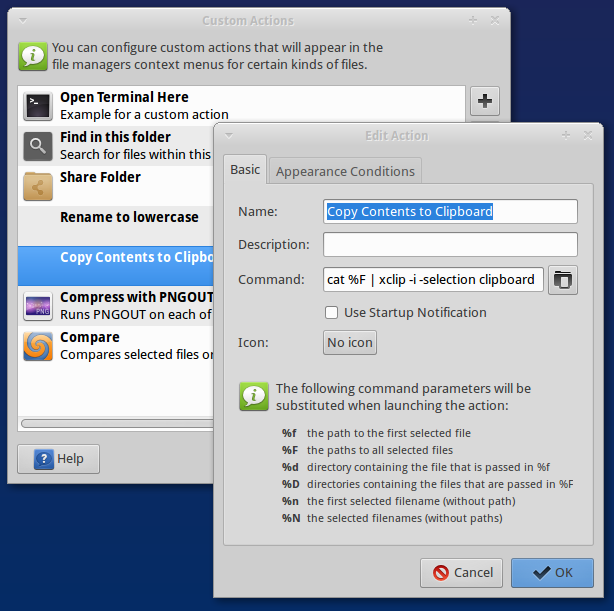 Custom Actions
You can configure custom actions that will appear in the
file managers context menus for certain kinds of files.
Open Terminal Here
Example for a custom action
Find in this folder
Search for files within this
Share Folder
Rename to lowercase
Copy Contents to Clipbo
Compress with PNGOUT
Runs PNGOUT on each of
Compare
Compares selected files or
Help
Edit Action
Basic
Appearance Conditions
Name: Copy Contents to Clipboard
Description:
Command: cat %F | xclip -i -selection clipboard
Use Startup Notification
Icon: No icon
The following command parameters will be
substituted when launching the action:
%f the path to the first selected file
%F the paths to all selected files
%d directory containing the file that is passed in %f
%D directories containing the files that are passed in %F
%n the first selected filename (without path)
%N the selected filenames (without paths)
Cancel
OK